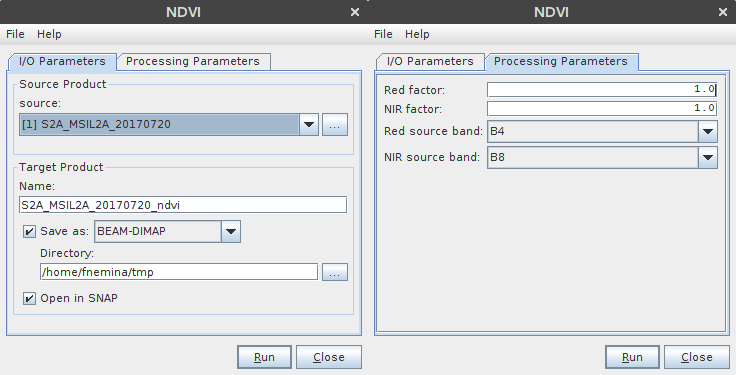 NDVI
File Help
I/O Parameters Processing Parameters
Source Product
source:
[1] S2A_MSIL2A_20170720
...
Target Product
Name:
S2A_MSIL2A_20170720_ndvi
Save as: BEAM-DIMAP
Directory:
/home/fnemina/tmp
...
Open in SNAP
Run Close
NDVI
File Help
I/O Parameters Processing Parameters
Red factor: 1.0
NIR factor: 1.0
Red source band: B4
NIR source band: B8
Run Close